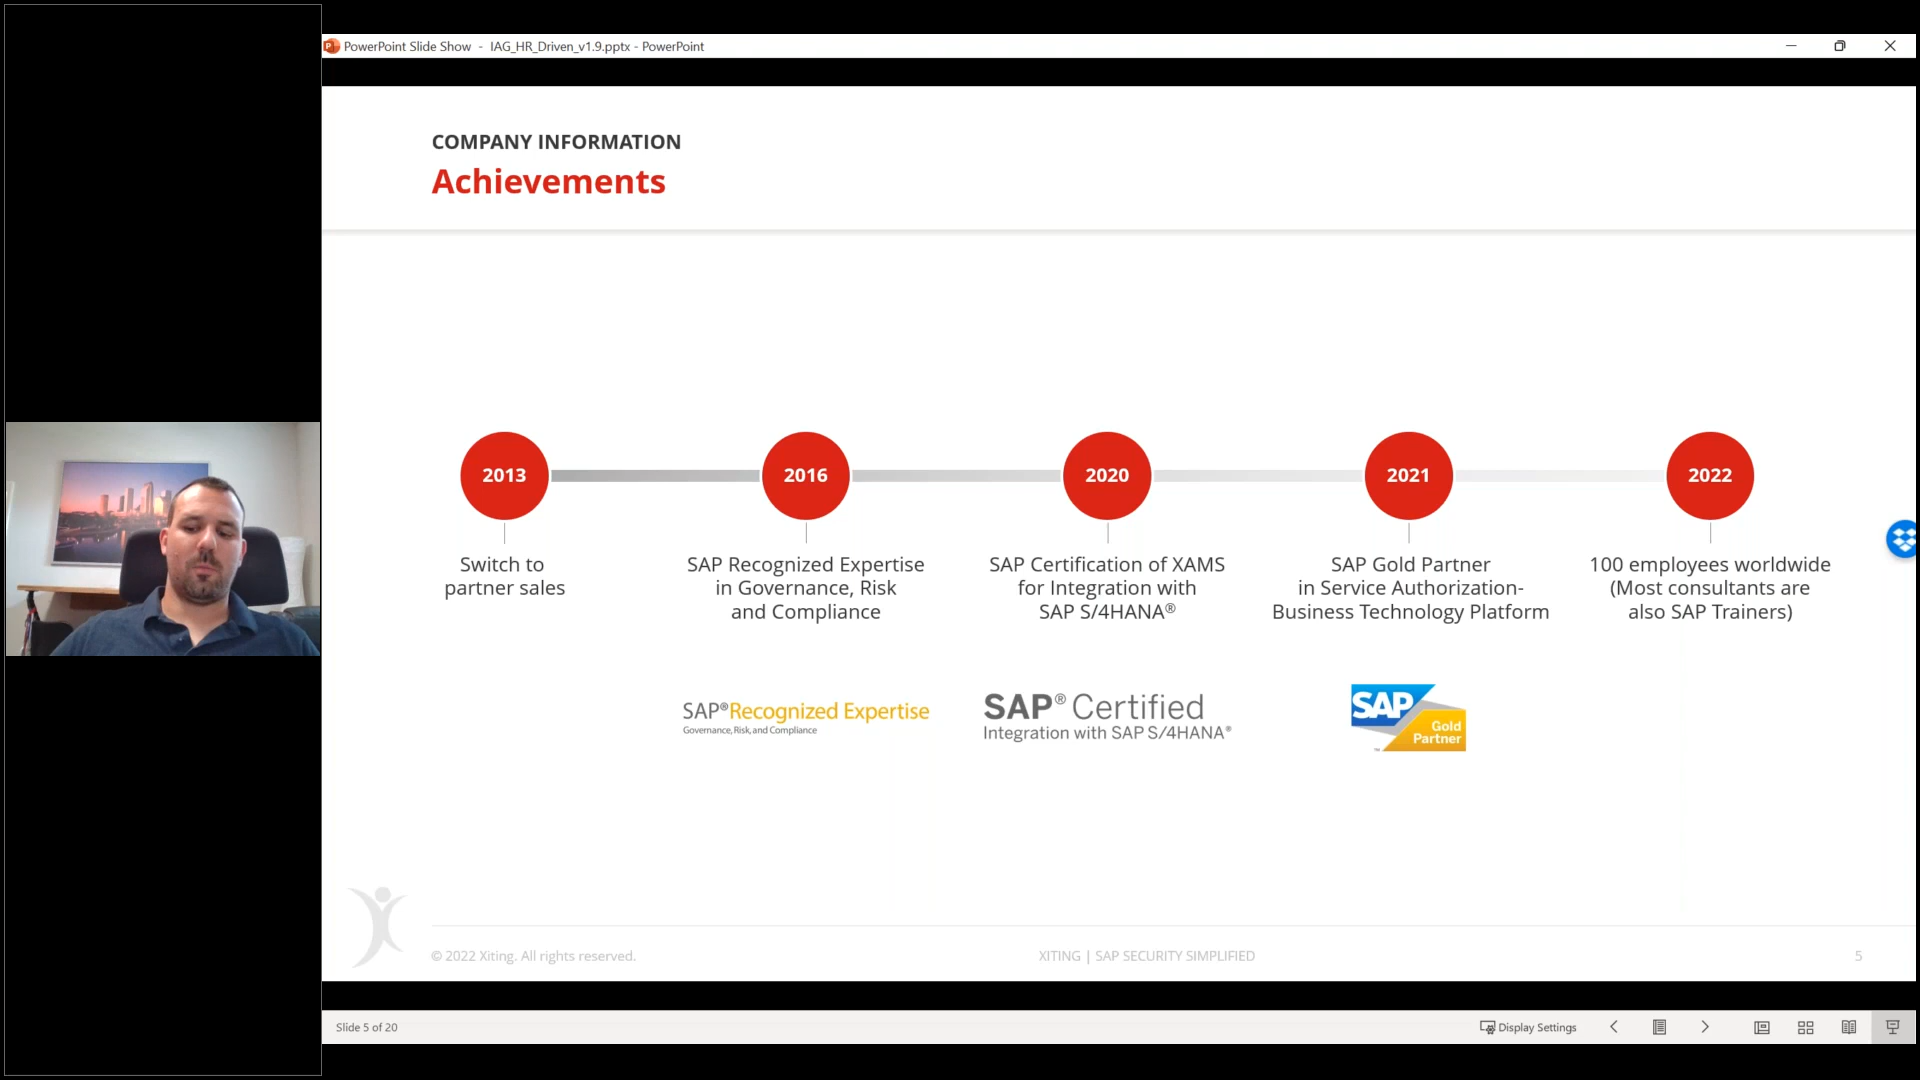 PowerPoint Slide Show - IAG_HR_Driven_v1.9.pptx - PowerPoint
COMPANY INFORMATION
Achievements
2013
2016
2020
2021
2022
Switch to
partner sales
SAP Recognized Expertise
in Governance, Risk
and Compliance
SAP Certification of XAMS
for Integration with
SAP S/4HANA®
SAP Gold Partner
in Service Authorization-
Business Technology Platform
100 employees worldwide
(Most consultants are
also SAP Trainers)
SAP® Recognized Expertise
Governance, Risk, and Compliance
SAP® Certified
Integration with SAP S/4HANA®
SAP
Gold
Partner
™
© 2022 Xiting. All rights reserved.
XITING | SAP SECURITY SIMPLIFIED
5
Slide 5 of 20
Display Settings